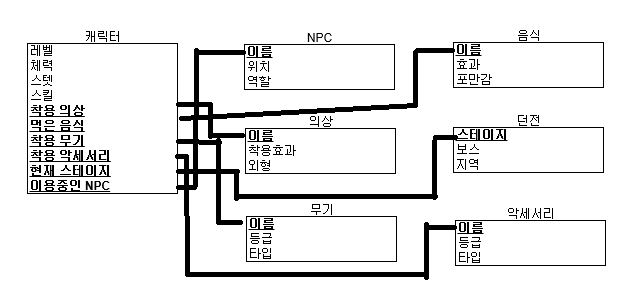 캐릭터
레벨
체력
스텟
스킬
착용 의상
먹은 음식
착용 무기
착용 악세서리
현재 스테이지
이용중인 NPC
NPC
이름
위치
역할
음식
이름
효과
포만감
의상
이름
착용효과
외형
던전
스테이지
보스
지역
무기
이름
등급
타입
악세서리
이름
등급
타입